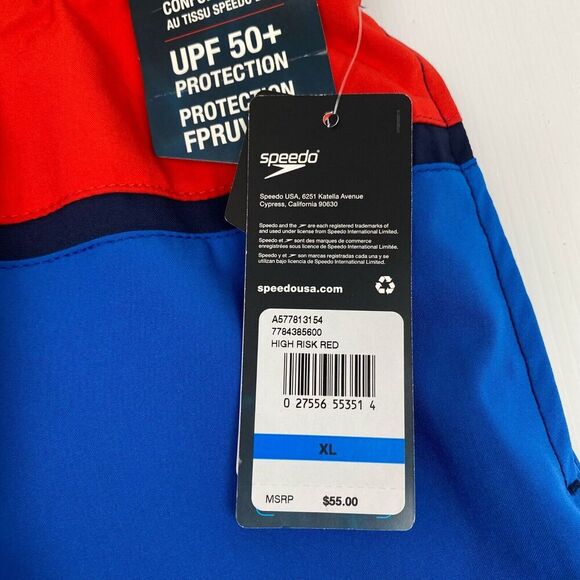 AU TISSU SPEEDO
UPF 50+
PROTECTION
PROTECTION
FPRUV
speedo
Speedo USA, 6251 Katella Avenue
Cypress, California 90630
Speedo and the are each registered trademarks of
and used under license from Speedo International Limited.
Speedo et sont des marques de commerce
enregistrées sous licence de Speedo International Limitée.
Speedo y el son marcas registradas cada una y se
utilizan bajo licencia de Speedo International Limited.
speedousa.com
A577813154
7784385600
HIGH RISK RED
0 27556 55351 4
XL
MSRP $55.00